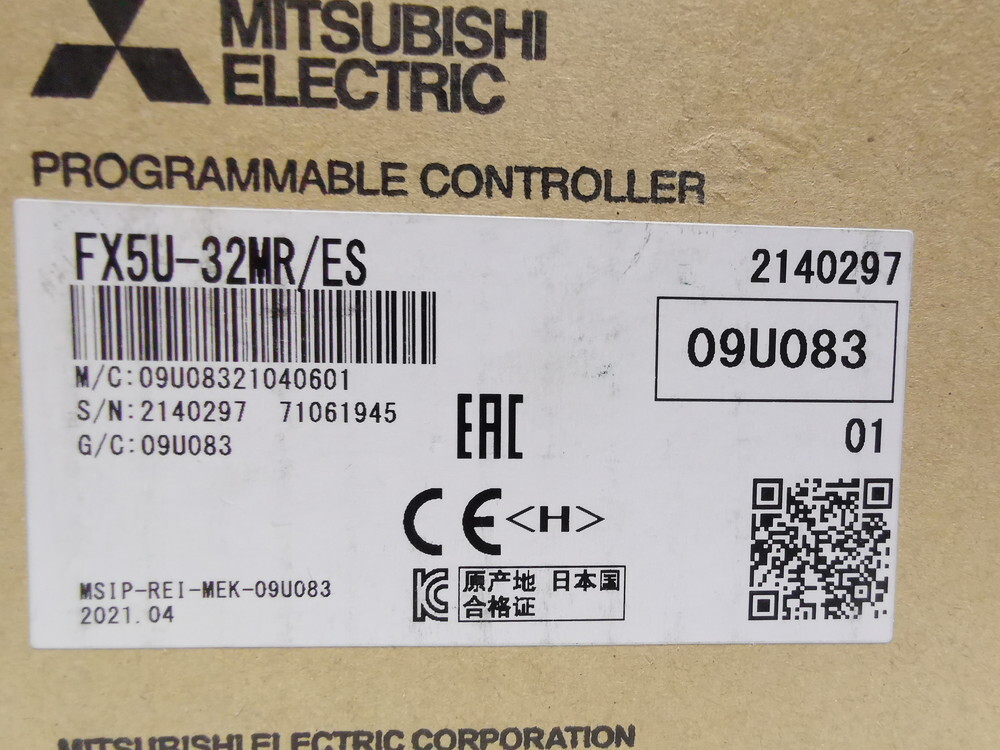 MITSUBISHI
ELECTRIC
PROGRAMMABLE CONTROLLER
FX5U-32MR/ES
2140297
09U083
M/C:09U08321040601
S/N:2140297 71061945
G/C:09U083
01
EAC
CE <H>
MSIP-REI-MEK-09U083
2021.04
KC
原产地 日本国
合格证
MITSUBISHI ELECTRIC CORPORATION